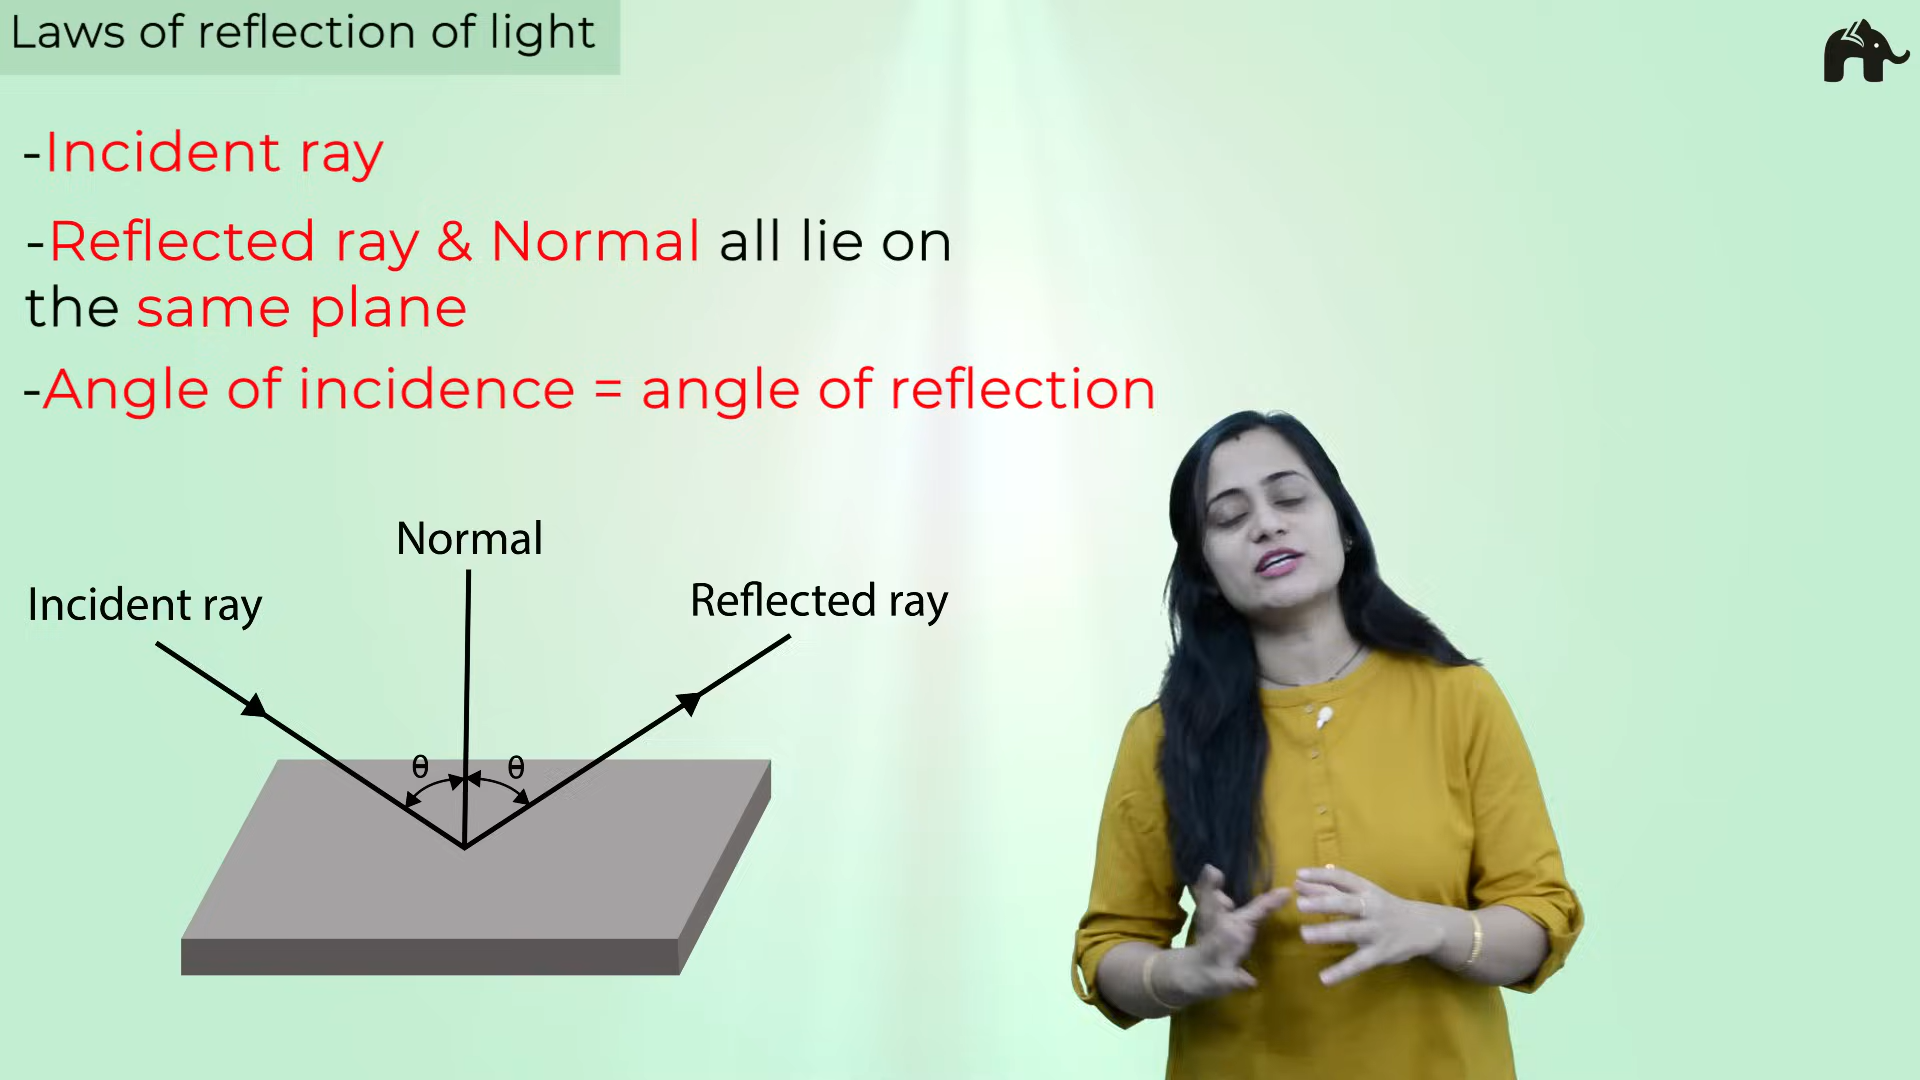 Laws of reflection of light
-Incident ray
-Reflected ray & Normal all lie on
the same plane
-Angle of incidence = angle of reflection
Normal
Incident ray
Reflected ray
θ θ